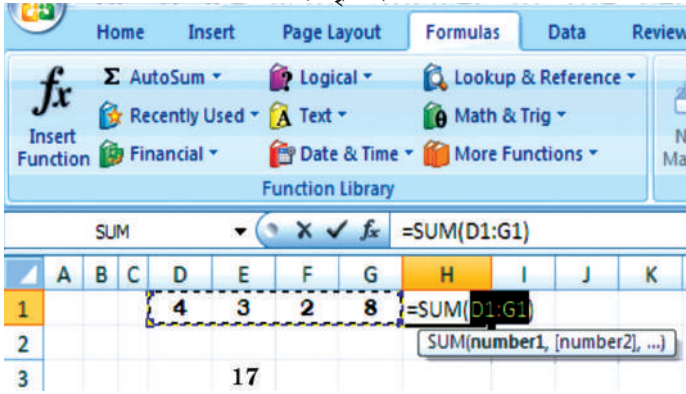 Home Insert Page Layout Formulas Data Review
Σ AutoSum Logical Lookup & Reference
fx Recently Used A Text θ Math & Trig
Insert Function Financial Date & Time More Functions
Function Library
SUM X ✓ fx =SUM(D1:G1)
A B C D E F G H I J K
1 4 3 2 8 =SUM(D1:G1)
2 SUM(number1, [number2], ...)
3 17